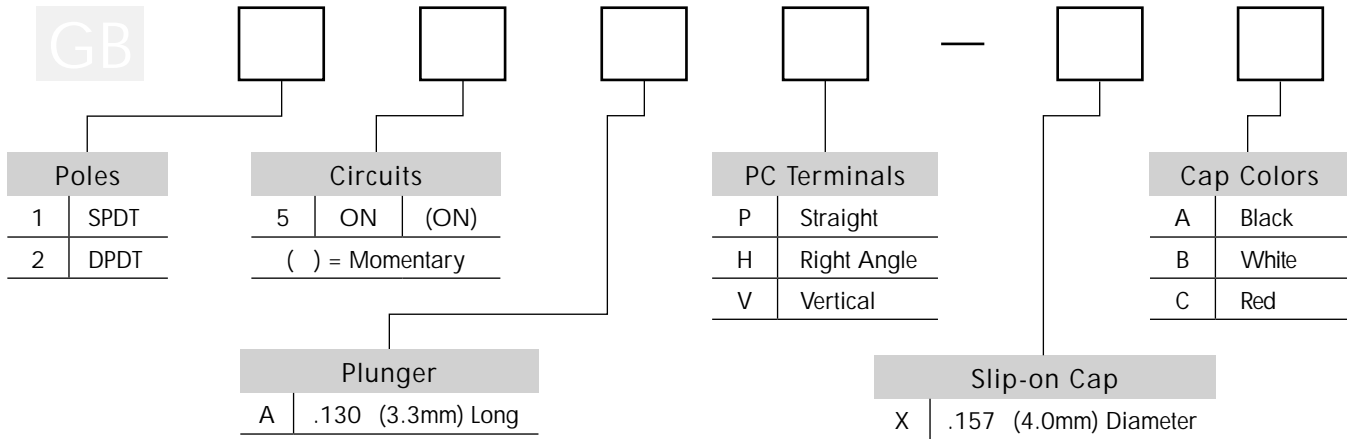 GB —
Poles
1 SPDT
2 DPDT
Circuits
5 ON (ON)
( ) = Momentary
PC Terminals
P Straight
H Right Angle
V Vertical
Cap Colors
A Black
B White
C Red
Plunger
A .130 (3.3mm) Long
Slip-on Cap
X .157 (4.0mm) Diameter